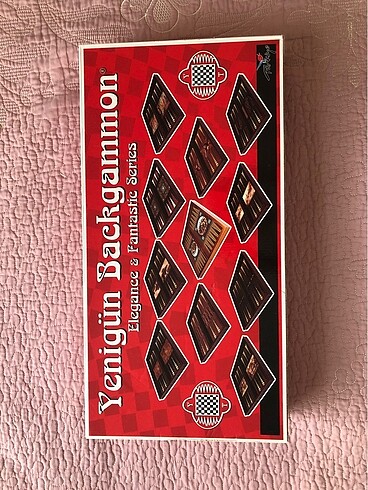 Yenigün Backgammon®
Elegance & Fantastic Series